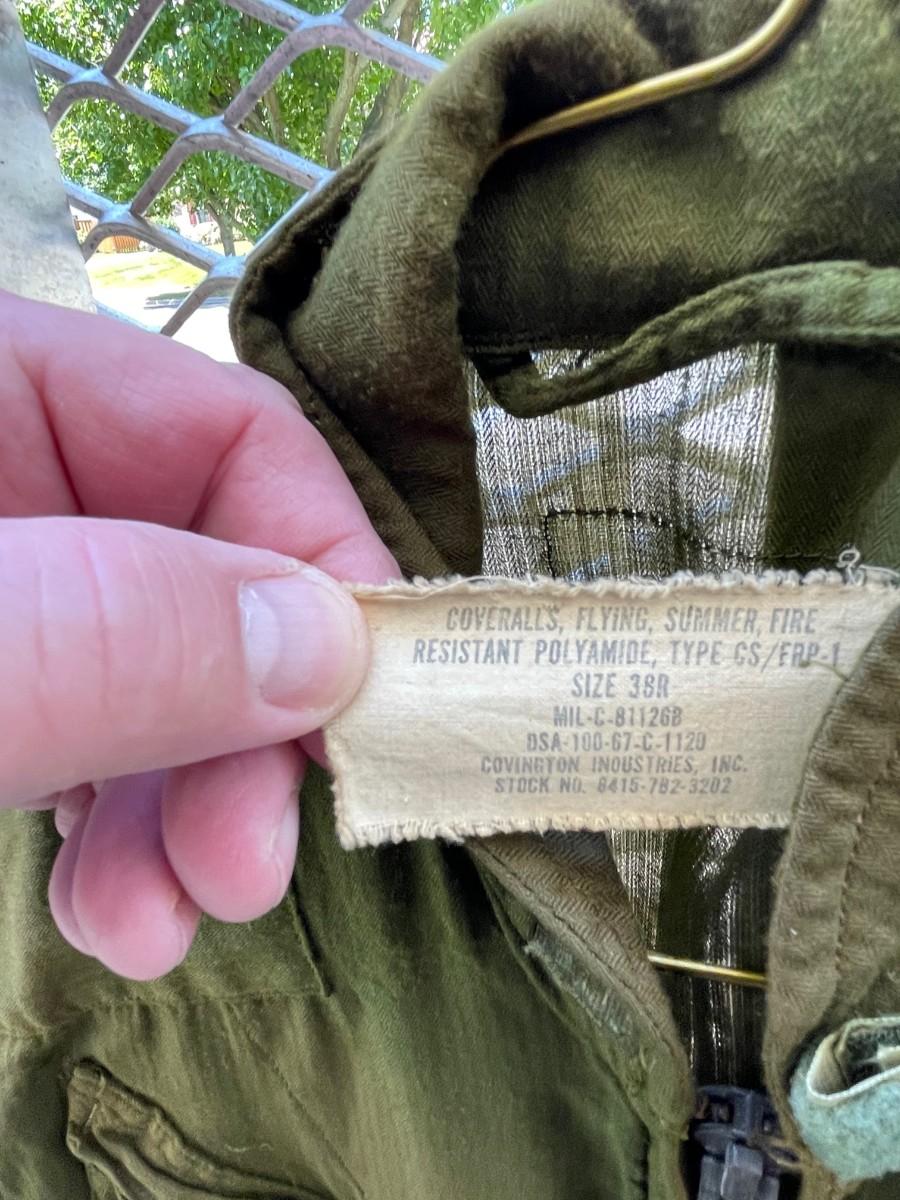 COVERALLS, FLYING, SUMMER, FIRE
RESISTANT POLYAMIDE, TYPE CS/FRP-1
SIZE 38R
MIL-C-81126B
DSA-100-67-C-1120
COVINGTON INDUSTRIES, INC.
STOCK NO. 8415-782-3202